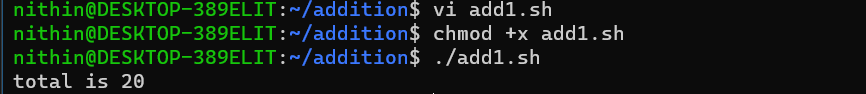 nithin@DESKTOP-389ELIT:~/addition$ vi add1.sh
nithin@DESKTOP-389ELIT:~/addition$ chmod +x add1.sh
nithin@DESKTOP-389ELIT:~/addition$ ./add1.sh
total is 20